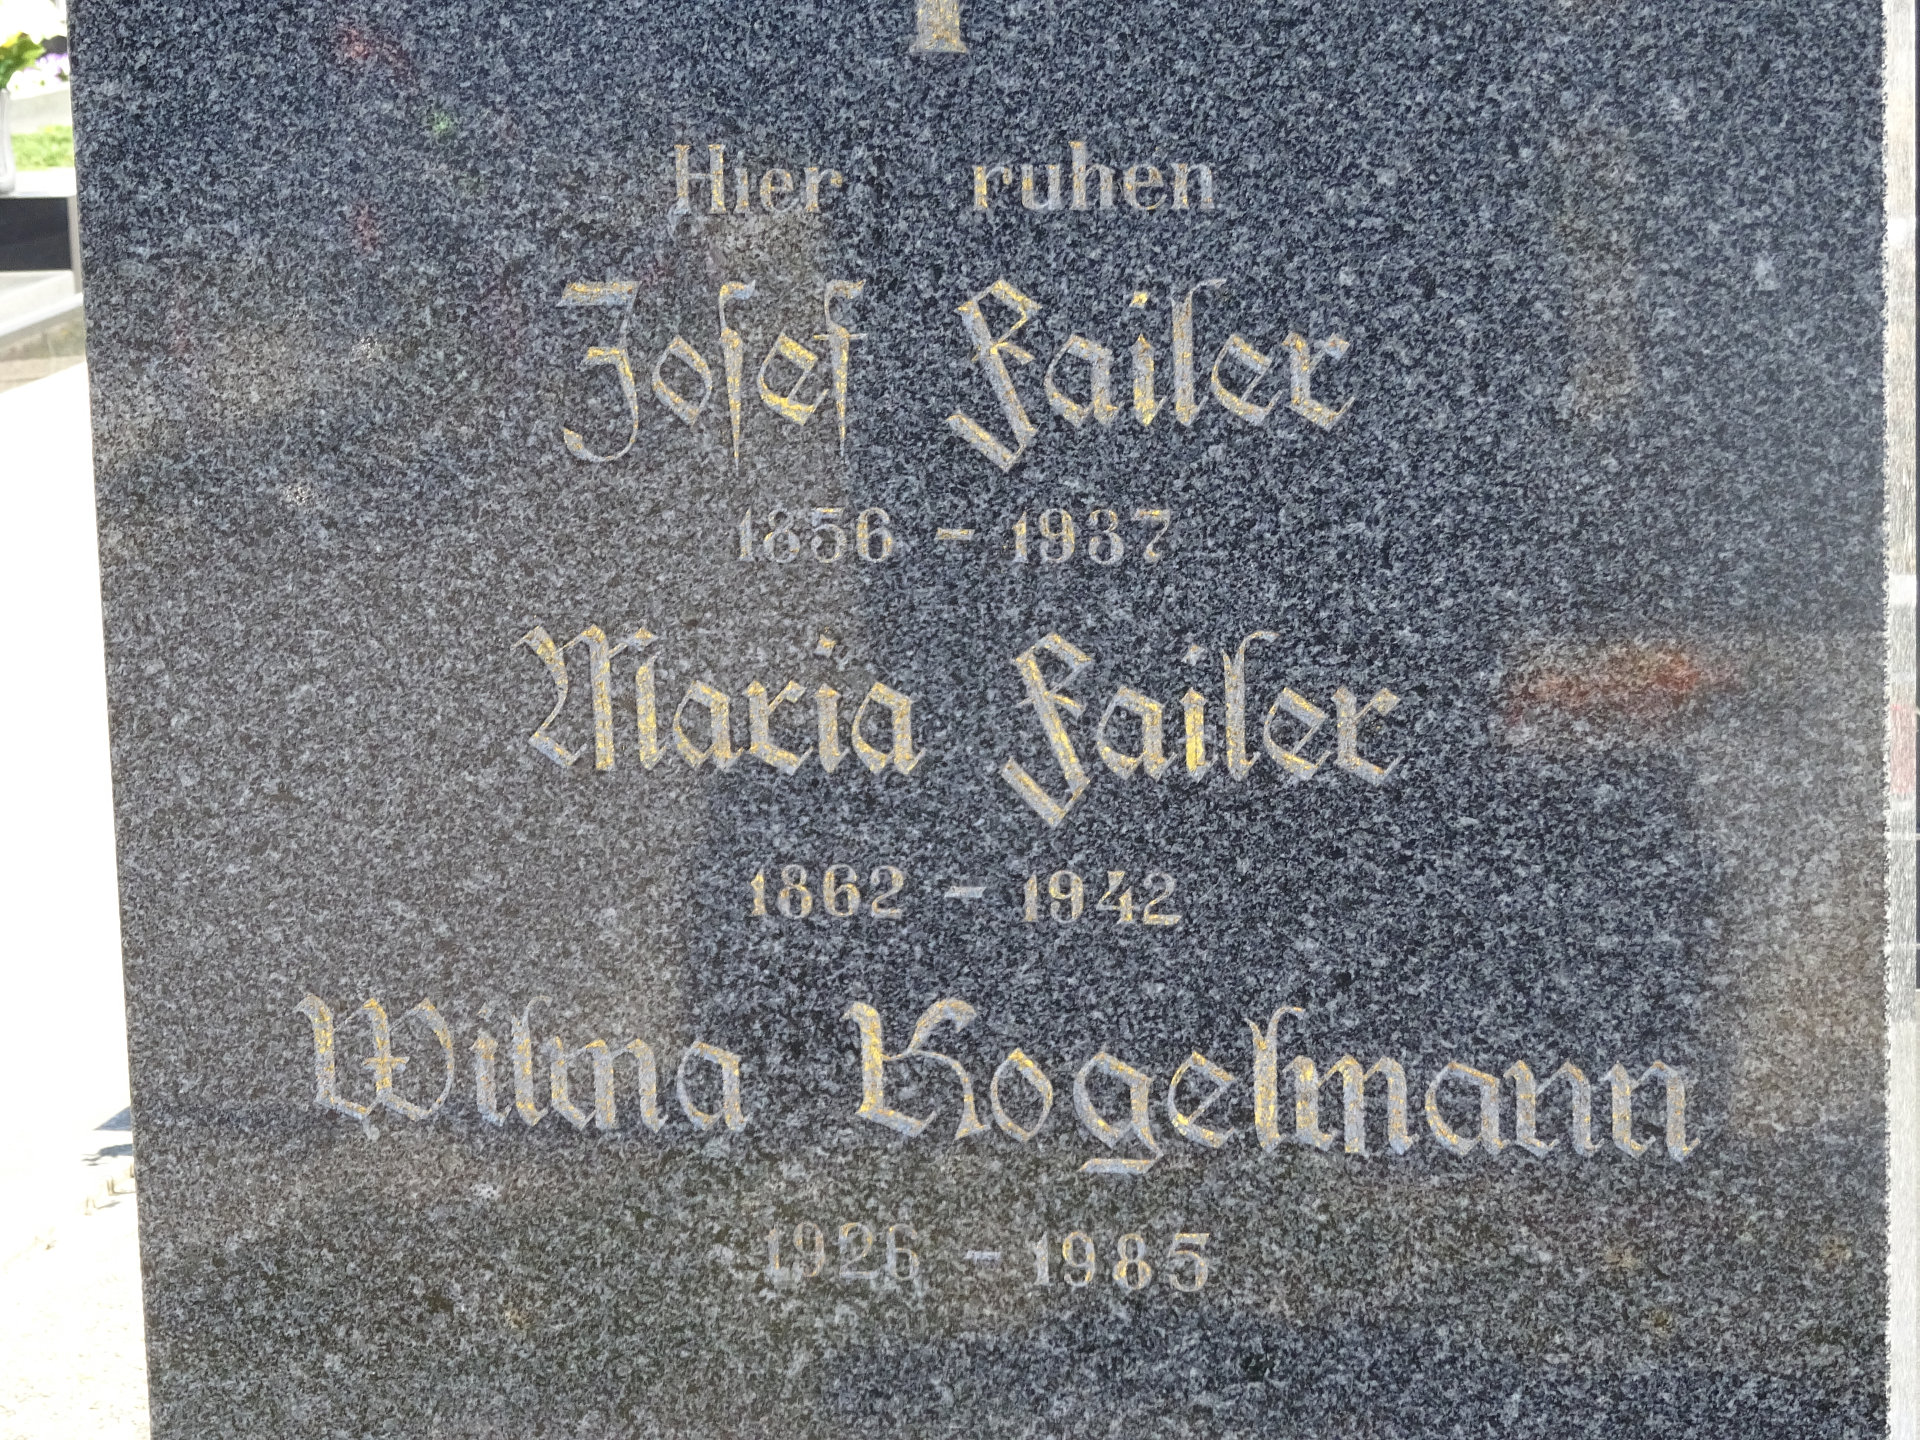 Hier ruhen
Josef Failer
1856 - 1937
Maria Failer
1862 - 1942
Wilma Kogelmann
1926 - 1985